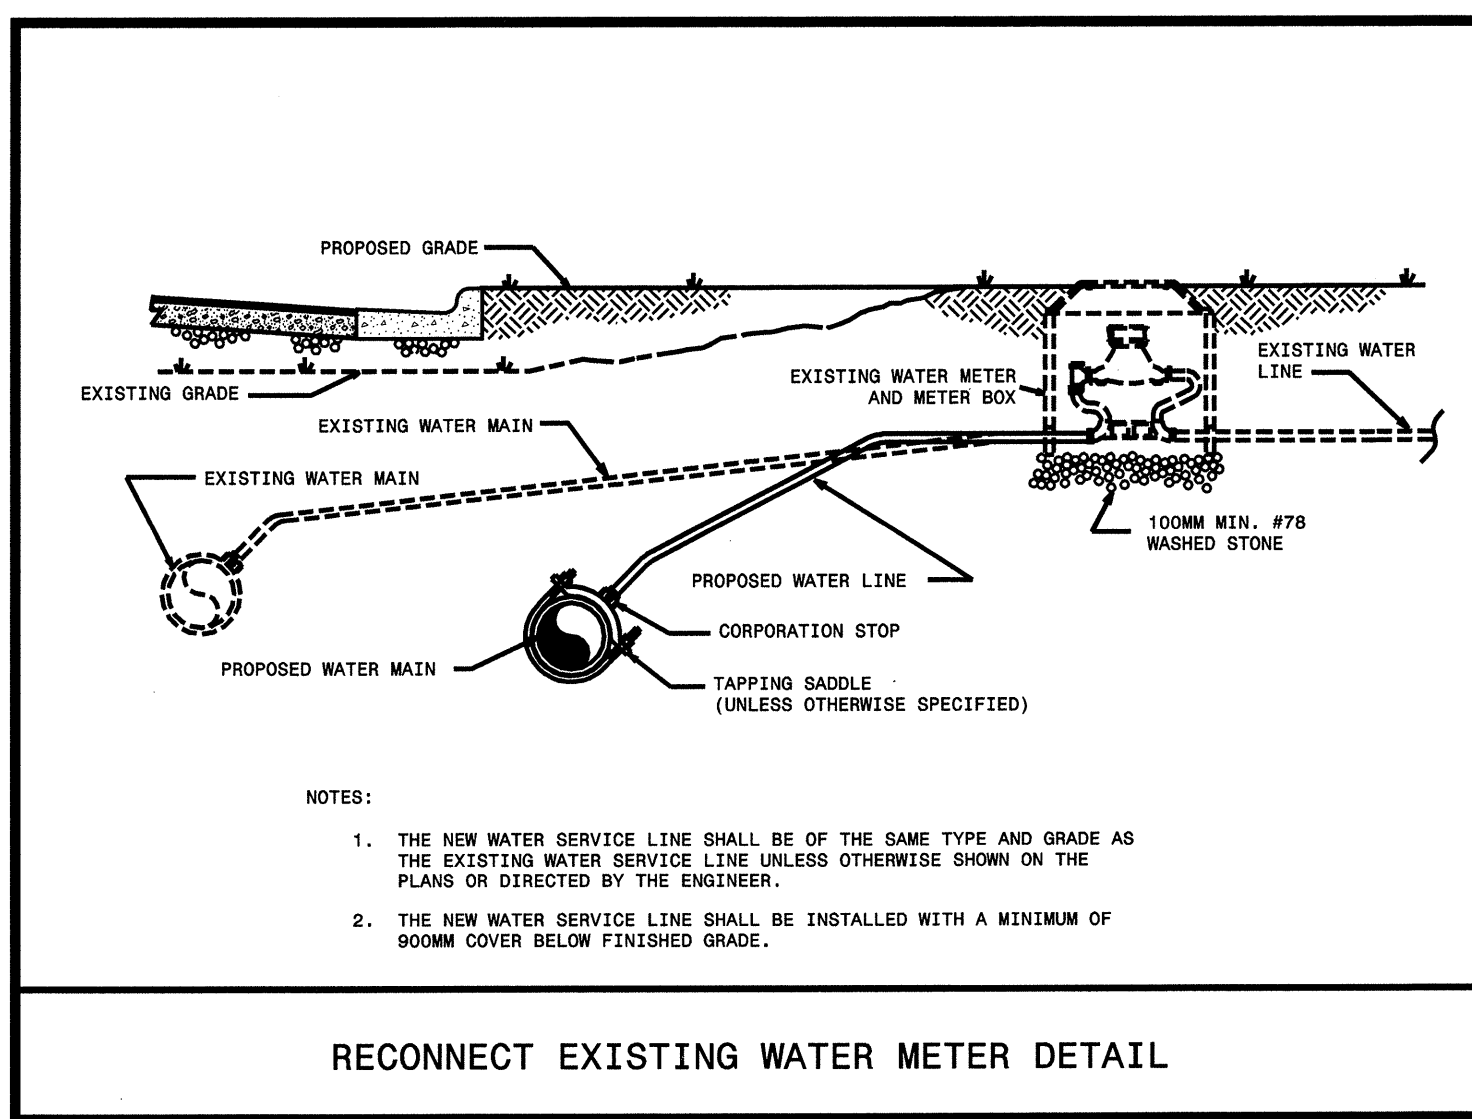 PROPOSED GRADE
EXISTING GRADE
EXISTING WATER MAIN
EXISTING WATER MAIN
EXISTING WATER METER
AND METER BOX
EXISTING WATER
LINE
100MM MIN. #78
WASHED STONE
PROPOSED WATER LINE
CORPORATION STOP
PROPOSED WATER MAIN
TAPPING SADDLE
(UNLESS OTHERWISE SPECIFIED)
NOTES:
1. THE NEW WATER SERVICE LINE SHALL BE OF THE SAME TYPE AND GRADE AS
THE EXISTING WATER SERVICE LINE UNLESS OTHERWISE SHOWN ON THE
PLANS OR DIRECTED BY THE ENGINEER.
2. THE NEW WATER SERVICE LINE SHALL BE INSTALLED WITH A MINIMUM OF
900MM COVER BELOW FINISHED GRADE.
RECONNECT EXISTING WATER METER DETAIL